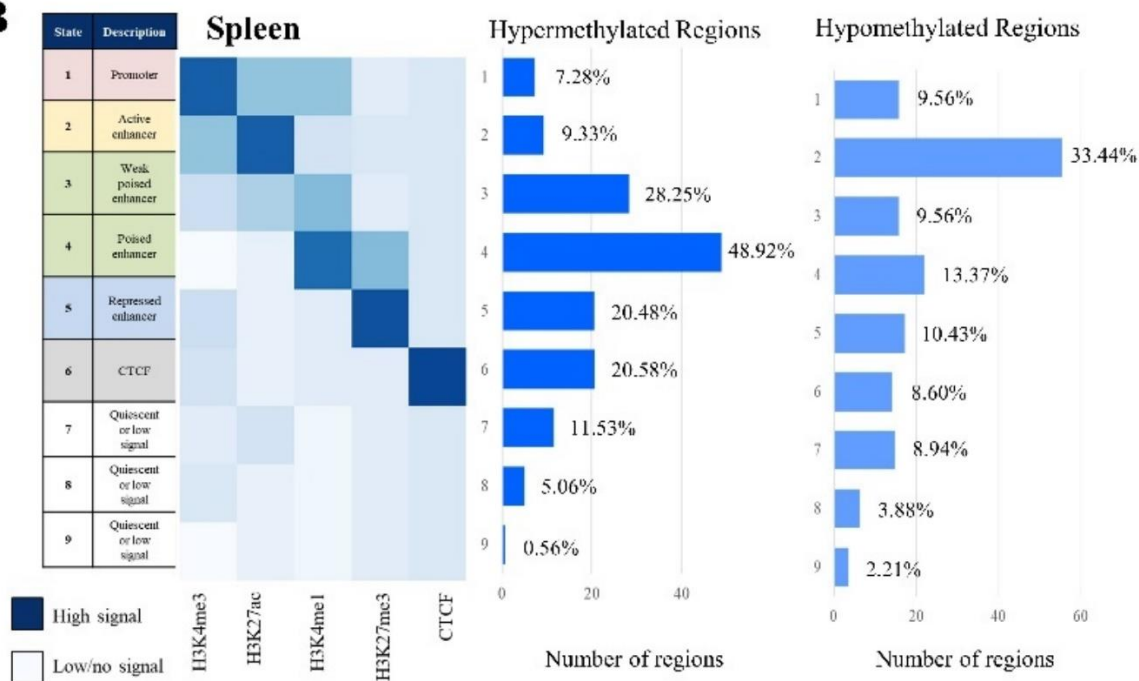 B
State Description
1 Promoter
2 Active
enhancer
3 Weak
poised
enhancer
4 Poised
enhancer
5 Repressed
enhancer
6 CTCF
7 Quiescent
or low
signal
8 Quiescent
or low
signal
9 Quiescent
or low
signal
High signal
Low/no signal
Spleen
H3K4me3
H3K27ac
H3K4me1
H3K27me3
CTCF
Hypermethylated Regions
1 7.28%
2 9.33%
3 28.25%
4 48.92%
5 20.48%
6 20.58%
7 11.53%
8 5.06%
9 0.56%
0 20 40
Number of regions
Hypomethylated Regions
1 9.56%
2 33.44%
3 9.56%
4 13.37%
5 10.43%
6 8.60%
7 8.94%
8 3.88%
9 2.21%
0 20 40 60
Number of regions